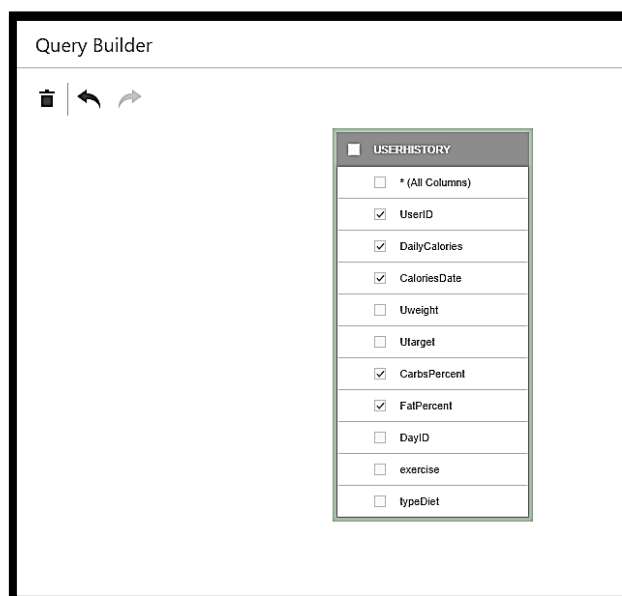 Query Builder
USERHISTORY
* (All Columns)
UserID
DailyCalories
CaloriesDate
Uweight
Utarget
CarbsPercent
FatPercent
DayID
exercise
typeDiet